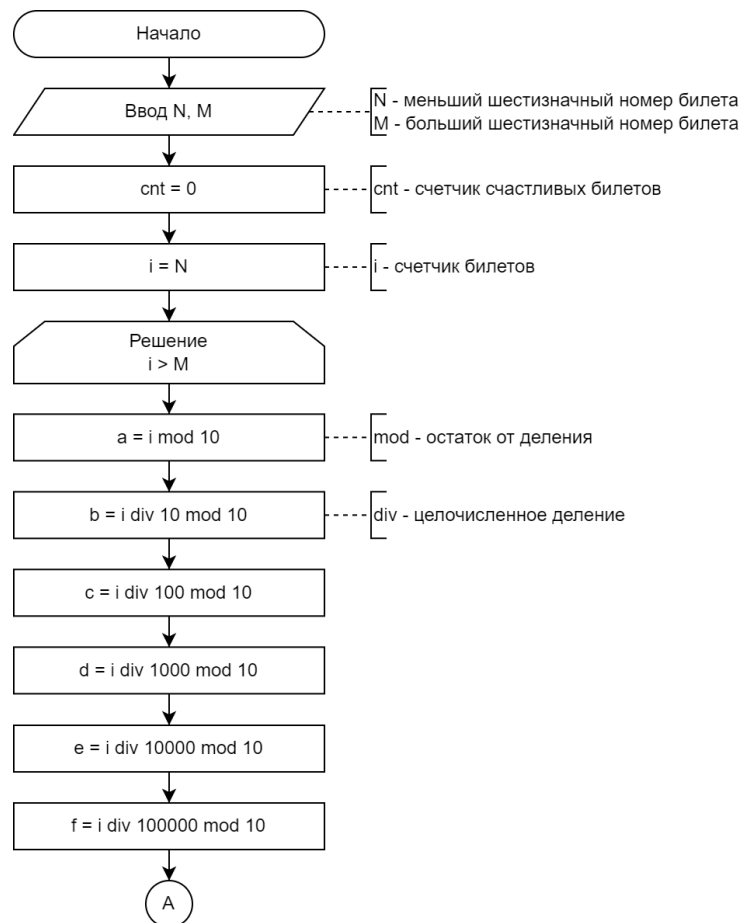 Начало
Ввод N, M
N - меньший шестизначный номер билета
M - больший шестизначный номер билета
cnt = 0
cnt - счетчик счастливых билетов
i = N
i - счетчик билетов
Решение
i > M
a = i mod 10
mod - остаток от деления
b = i div 10 mod 10
div - целочисленное деление
c = i div 100 mod 10
d = i div 1000 mod 10
e = i div 10000 mod 10
f = i div 100000 mod 10
A